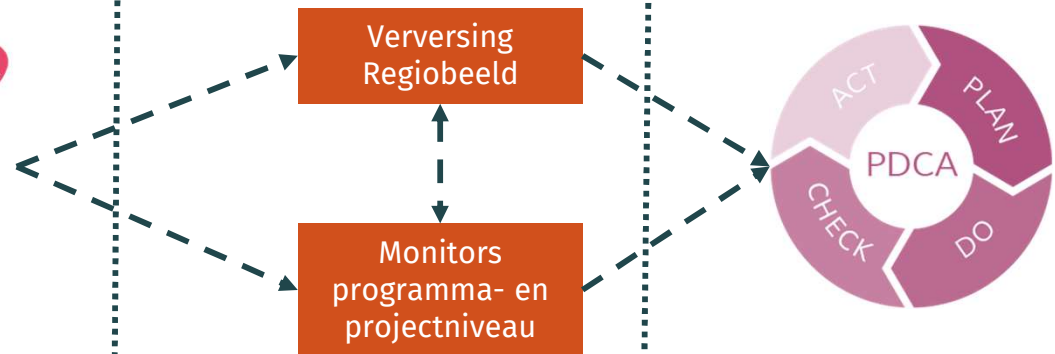 Verversing
Regiobeeld
Monitors
programma- en
projectniveau
ACT
PLAN
PDCA
CHECK
DO